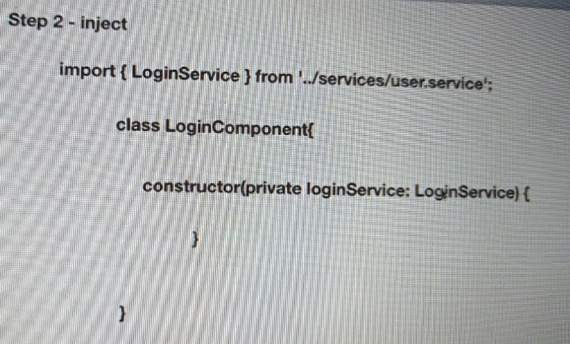 Step 2 - inject
import { LoginService } from '../services/user.service';
class LoginComponent{
constructor(private loginService: LoginService) {
}
}